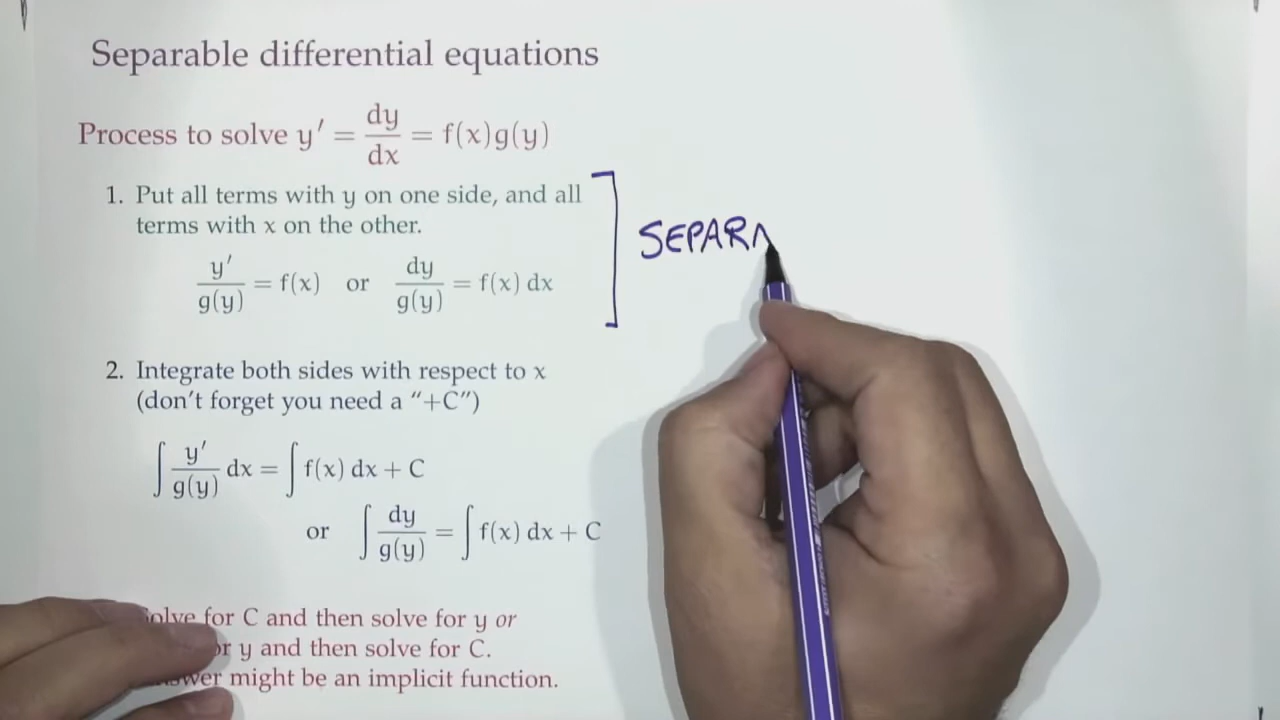 Separable differential equations
Process to solve y′ = dy/dx = f(x)g(y)
1. Put all terms with y on one side, and all
terms with x on the other.
y′/g(y) = f(x) or dy/g(y) = f(x) dx
SEPARA
2. Integrate both sides with respect to x
(don't forget you need a "+C")
∫ y′/g(y) dx = ∫ f(x) dx + C
or ∫ dy/g(y) = ∫ f(x) dx + C
for C and then solve for y or
y and then solve for C.
might be an implicit function.